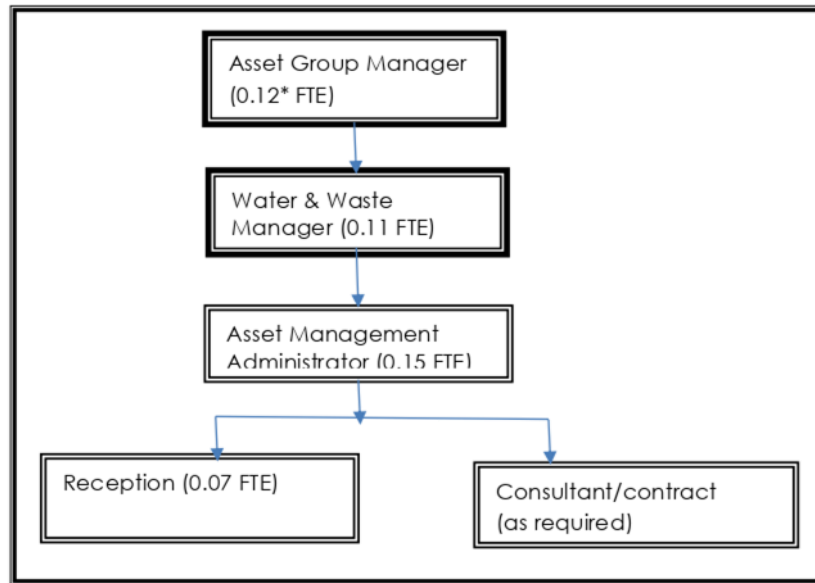 Asset Group Manager
(0.12* FTE)
Water & Waste
Manager (0.11 FTE)
Asset Management
Administrator (0.15 FTE)
Reception (0.07 FTE)
Consultant/contract
(as required)